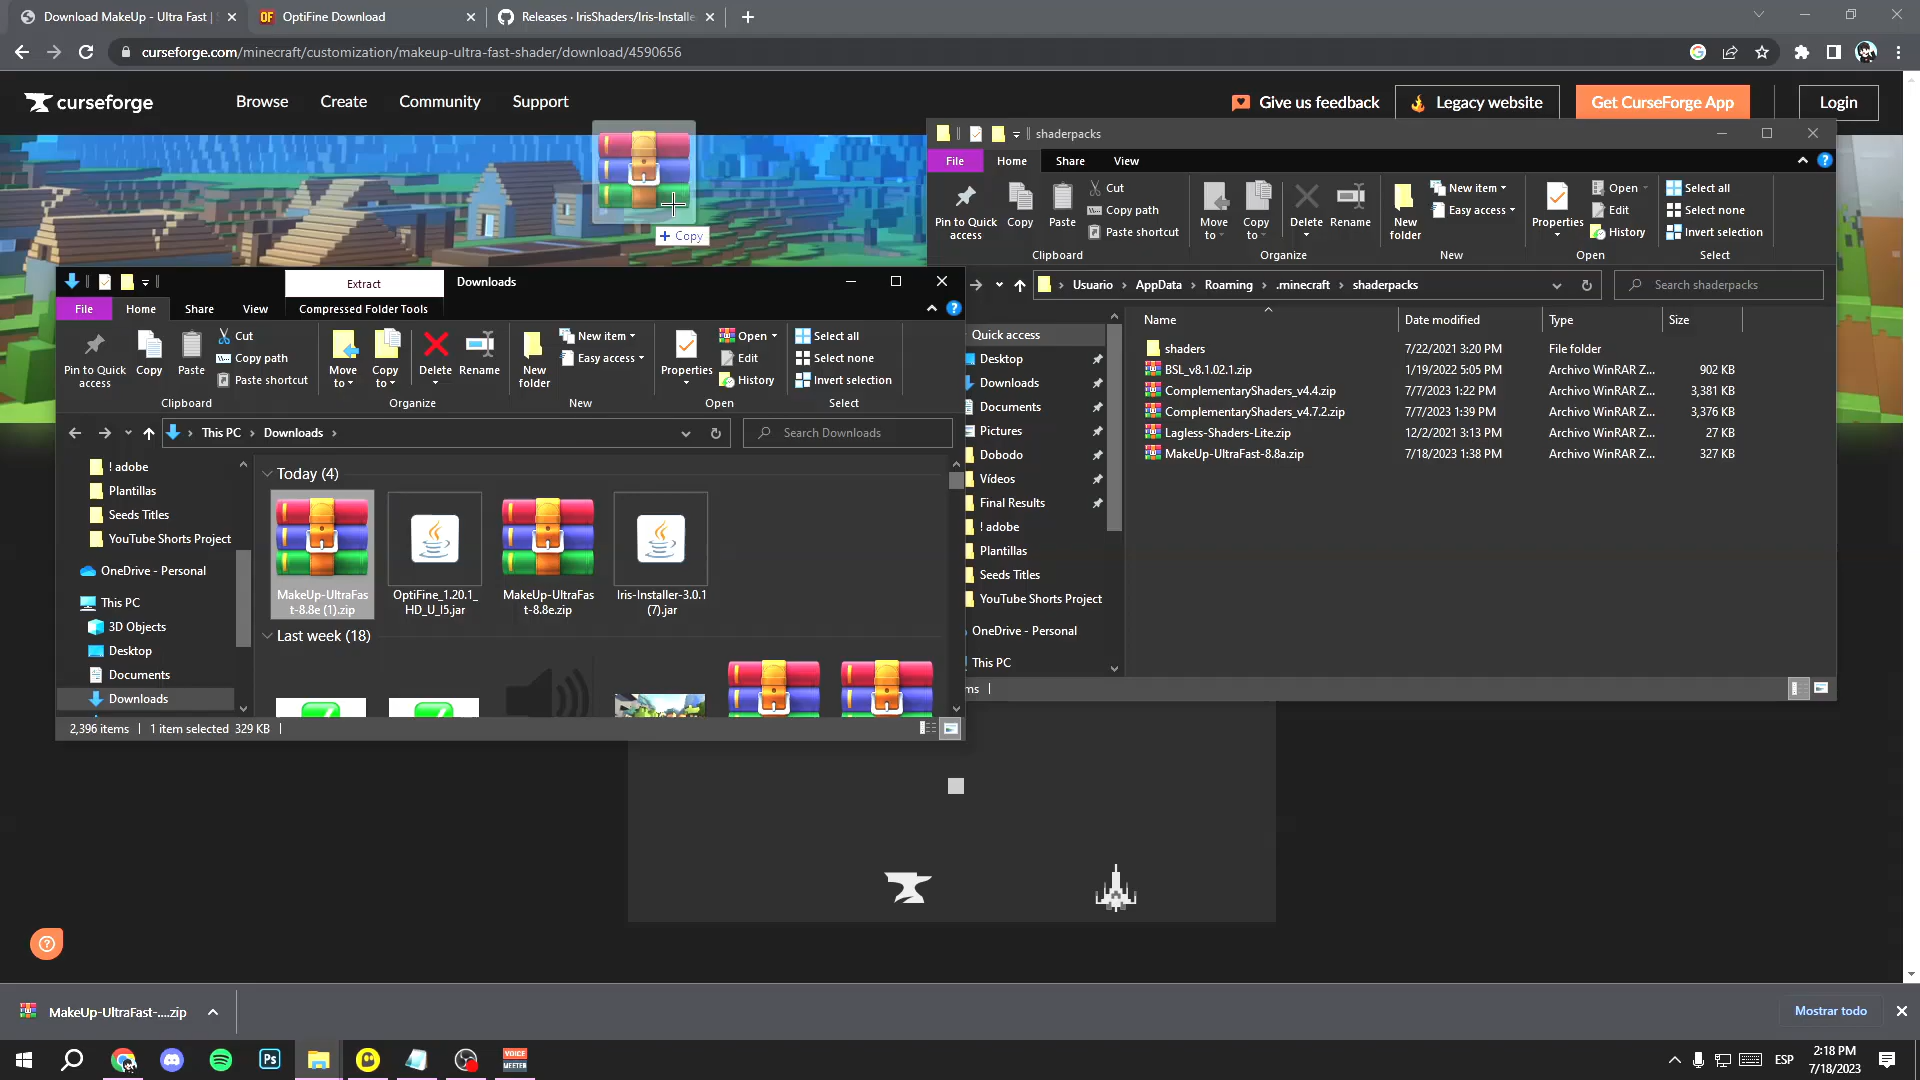 Download MakeUp - Ultra Fast |
OptiFine Download
Releases · IrisShaders/Iris-Installe
curseforge.com/minecraft/customization/makeup-ultra-fast-shader/download/4590656
curseforge
Browse
Create
Community
Support
Give us feedback
Legacy website
Get CurseForge App
Login
Copy
shaderpacks
File
Home
Share
View
Pin to Quick access
Copy
Paste
Cut
Copy path
Paste shortcut
Move to
Copy to
Delete
Rename
New folder
New item
Easy access
Properties
Open
Edit
History
Select all
Select none
Invert selection
Clipboard
Organize
New
Open
Select
Usuario
AppData
Roaming
.minecraft
shaderpacks
Search shaderpacks
Name
Date modified
Type
Size
shaders 7/22/2021 3:20 PM File folder
BSL_v8.1.02.1.zip 1/19/2022 5:05 PM Archivo WinRAR Z... 902 KB
ComplementaryShaders_v4.4.zip 7/7/2023 1:22 PM Archivo WinRAR Z... 3,381 KB
ComplementaryShaders_v4.7.2.zip 7/7/2023 1:39 PM Archivo WinRAR Z... 3,376 KB
Lagless-Shaders-Lite.zip 12/2/2021 3:13 PM Archivo WinRAR Z... 27 KB
MakeUp-UltraFast-8.8a.zip 7/18/2023 1:38 PM Archivo WinRAR Z... 327 KB
Quick access
Desktop
Downloads
Documents
Pictures
Dobodo
Vídeos
Final Results
! adobe
Plantillas
Seeds Titles
YouTube Shorts Project
OneDrive - Personal
This PC
ms
Extract
Downloads
File
Home
Share
View
Compressed Folder Tools
Pin to Quick access
Copy
Paste
Cut
Copy path
Paste shortcut
Move to
Copy to
Delete
Rename
New folder
New item
Easy access
Properties
Open
Edit
History
Select all
Select none
Invert selection
Clipboard
Organize
New
Open
Select
This PC
Downloads
Search Downloads
! adobe
Plantillas
Seeds Titles
YouTube Shorts Project
OneDrive - Personal
This PC
3D Objects
Desktop
Documents
Downloads
Today (4)
MakeUp-UltraFas
t-8.8e (1).zip
OptiFine_1.20.1_
HD_U_I5.jar
MakeUp-UltraFas
t-8.8e.zip
Iris-Installer-3.0.1
(7).jar
Last week (18)
2,396 items
1 item selected 329 KB
MakeUp-UltraFast-....zip
Mostrar todo
Ps
VOICE
MEETER
ESP
2:18 PM
7/18/2023